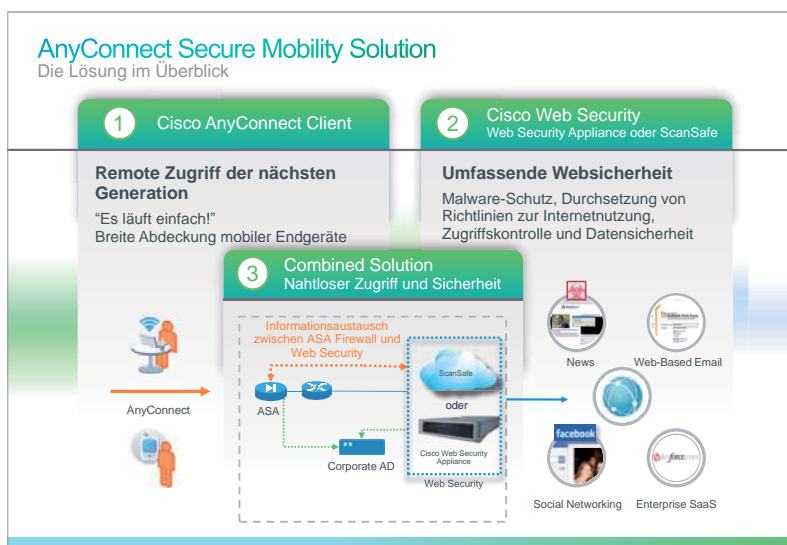 AnyConnect Secure Mobility Solution
Die Lösung im Überblick
1
Cisco AnyConnect Client
2
Cisco Web Security
Web Security Appliance oder ScanSafe
Remote Zugriff der nächsten
Generation
“Es läuft einfach!”
Breite Abdeckung mobiler Endgeräte
Umfassende Websicherheit
Malware-Schutz, Durchsetzung von
Richtlinien zur Internetnutzung,
Zugriffskontrolle und Datensicherheit
3
Combined Solution
Nahtloser Zugriff und Sicherheit
Informationsaustausch
zwischen ASA Firewall und
Web Security
AnyConnect
ASA
Corporate AD
ScanSafe
oder
Cisco Web Security
Appliance
Web Security
News
Web-Based Email
facebook
Social Networking
Enterprise SaaS